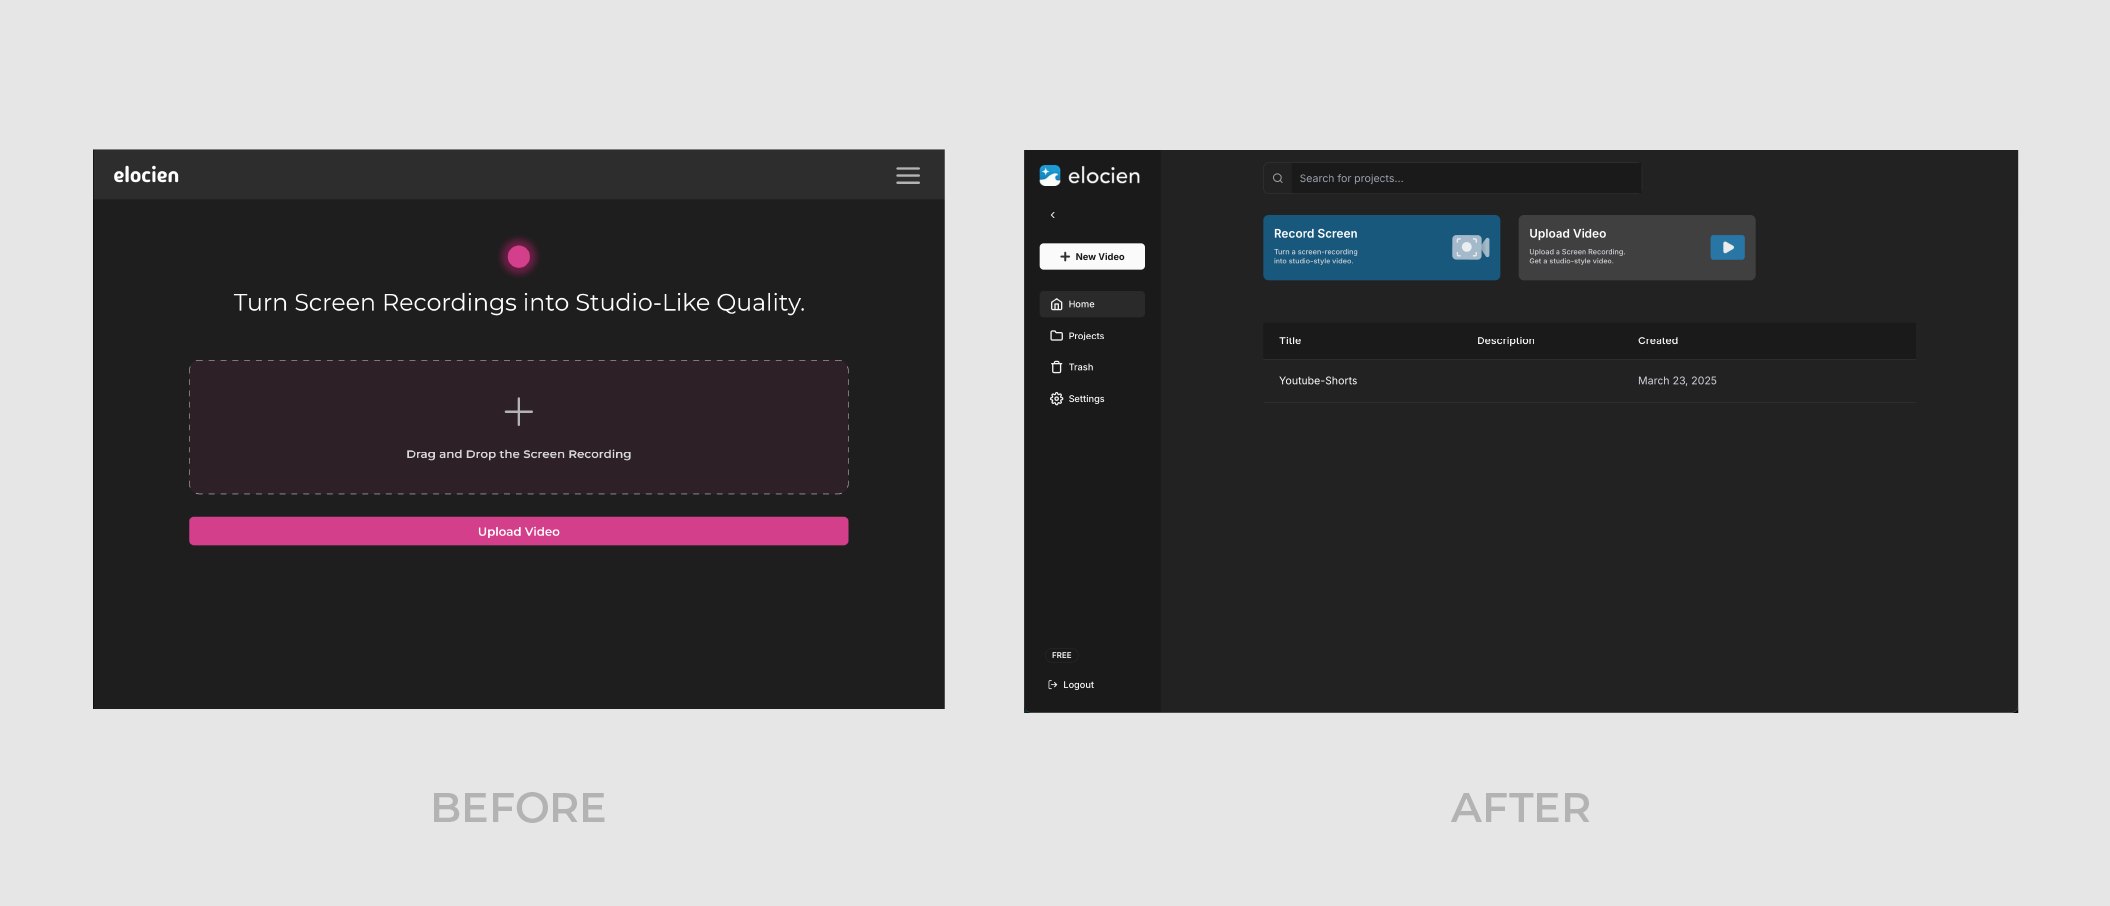 elocien
Turn Screen Recordings into Studio-Like Quality.
Drag and Drop the Screen Recording
Upload Video
BEFORE
elocien
New Video
Home
Projects
Trash
Settings
FREE
Logout
Search for projects...
Record Screen
Turn a screen-recording
into studio-style video.
Upload Video
Upload a Screen Recording.
Get a studio-style video.
Title Description Created
Youtube-Shorts March 23, 2025
AFTER